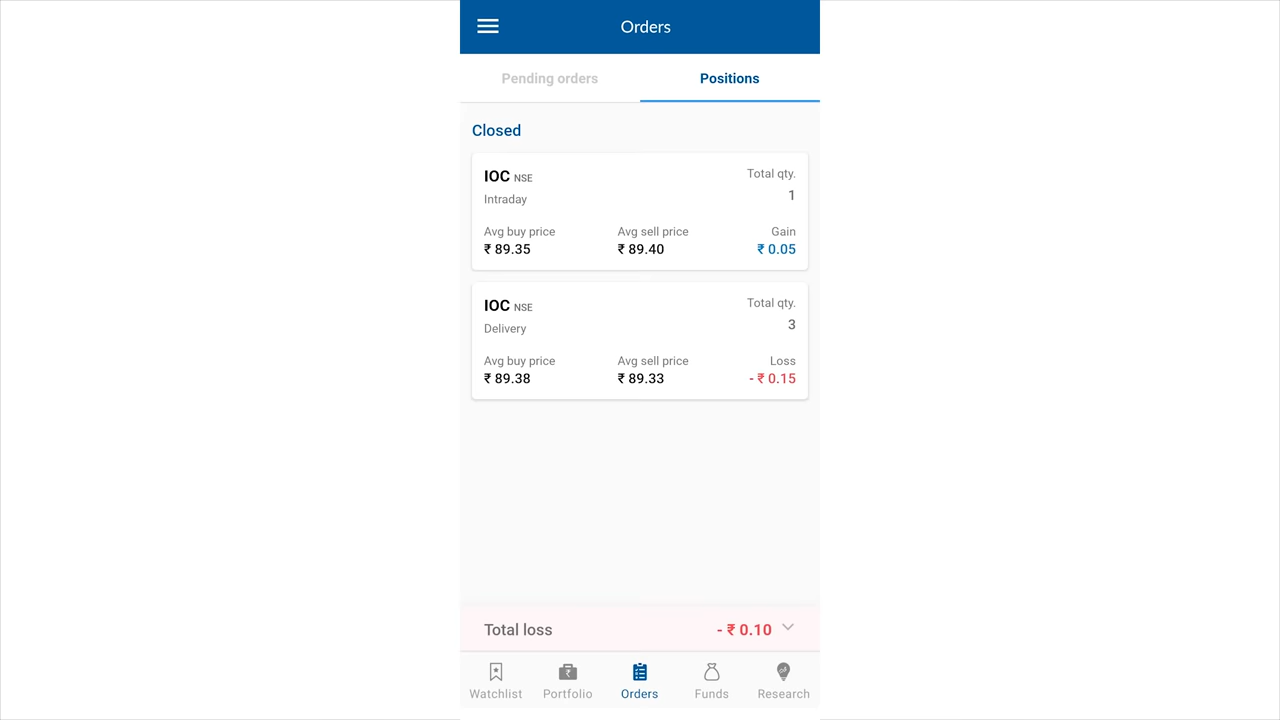 Orders
Pending orders Positions
Closed
IOC NSE Total qty.
Intraday 1
Avg buy price Avg sell price Gain
₹ 89.35 ₹ 89.40 ₹ 0.05
IOC NSE Total qty.
Delivery 3
Avg buy price Avg sell price Loss
₹ 89.38 ₹ 89.33 - ₹ 0.15
Total loss - ₹ 0.10
Watchlist Portfolio Orders Funds Research